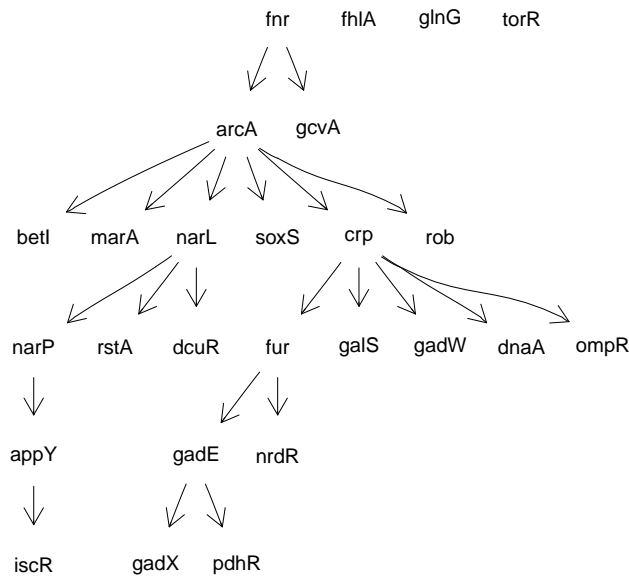 fnr fhlA glnG torR
arcA gcvA
betI marA narL soxS crp rob
narP rstA dcuR fur galS gadW dnaA ompR
appY gadE nrdR
iscR gadX pdhR